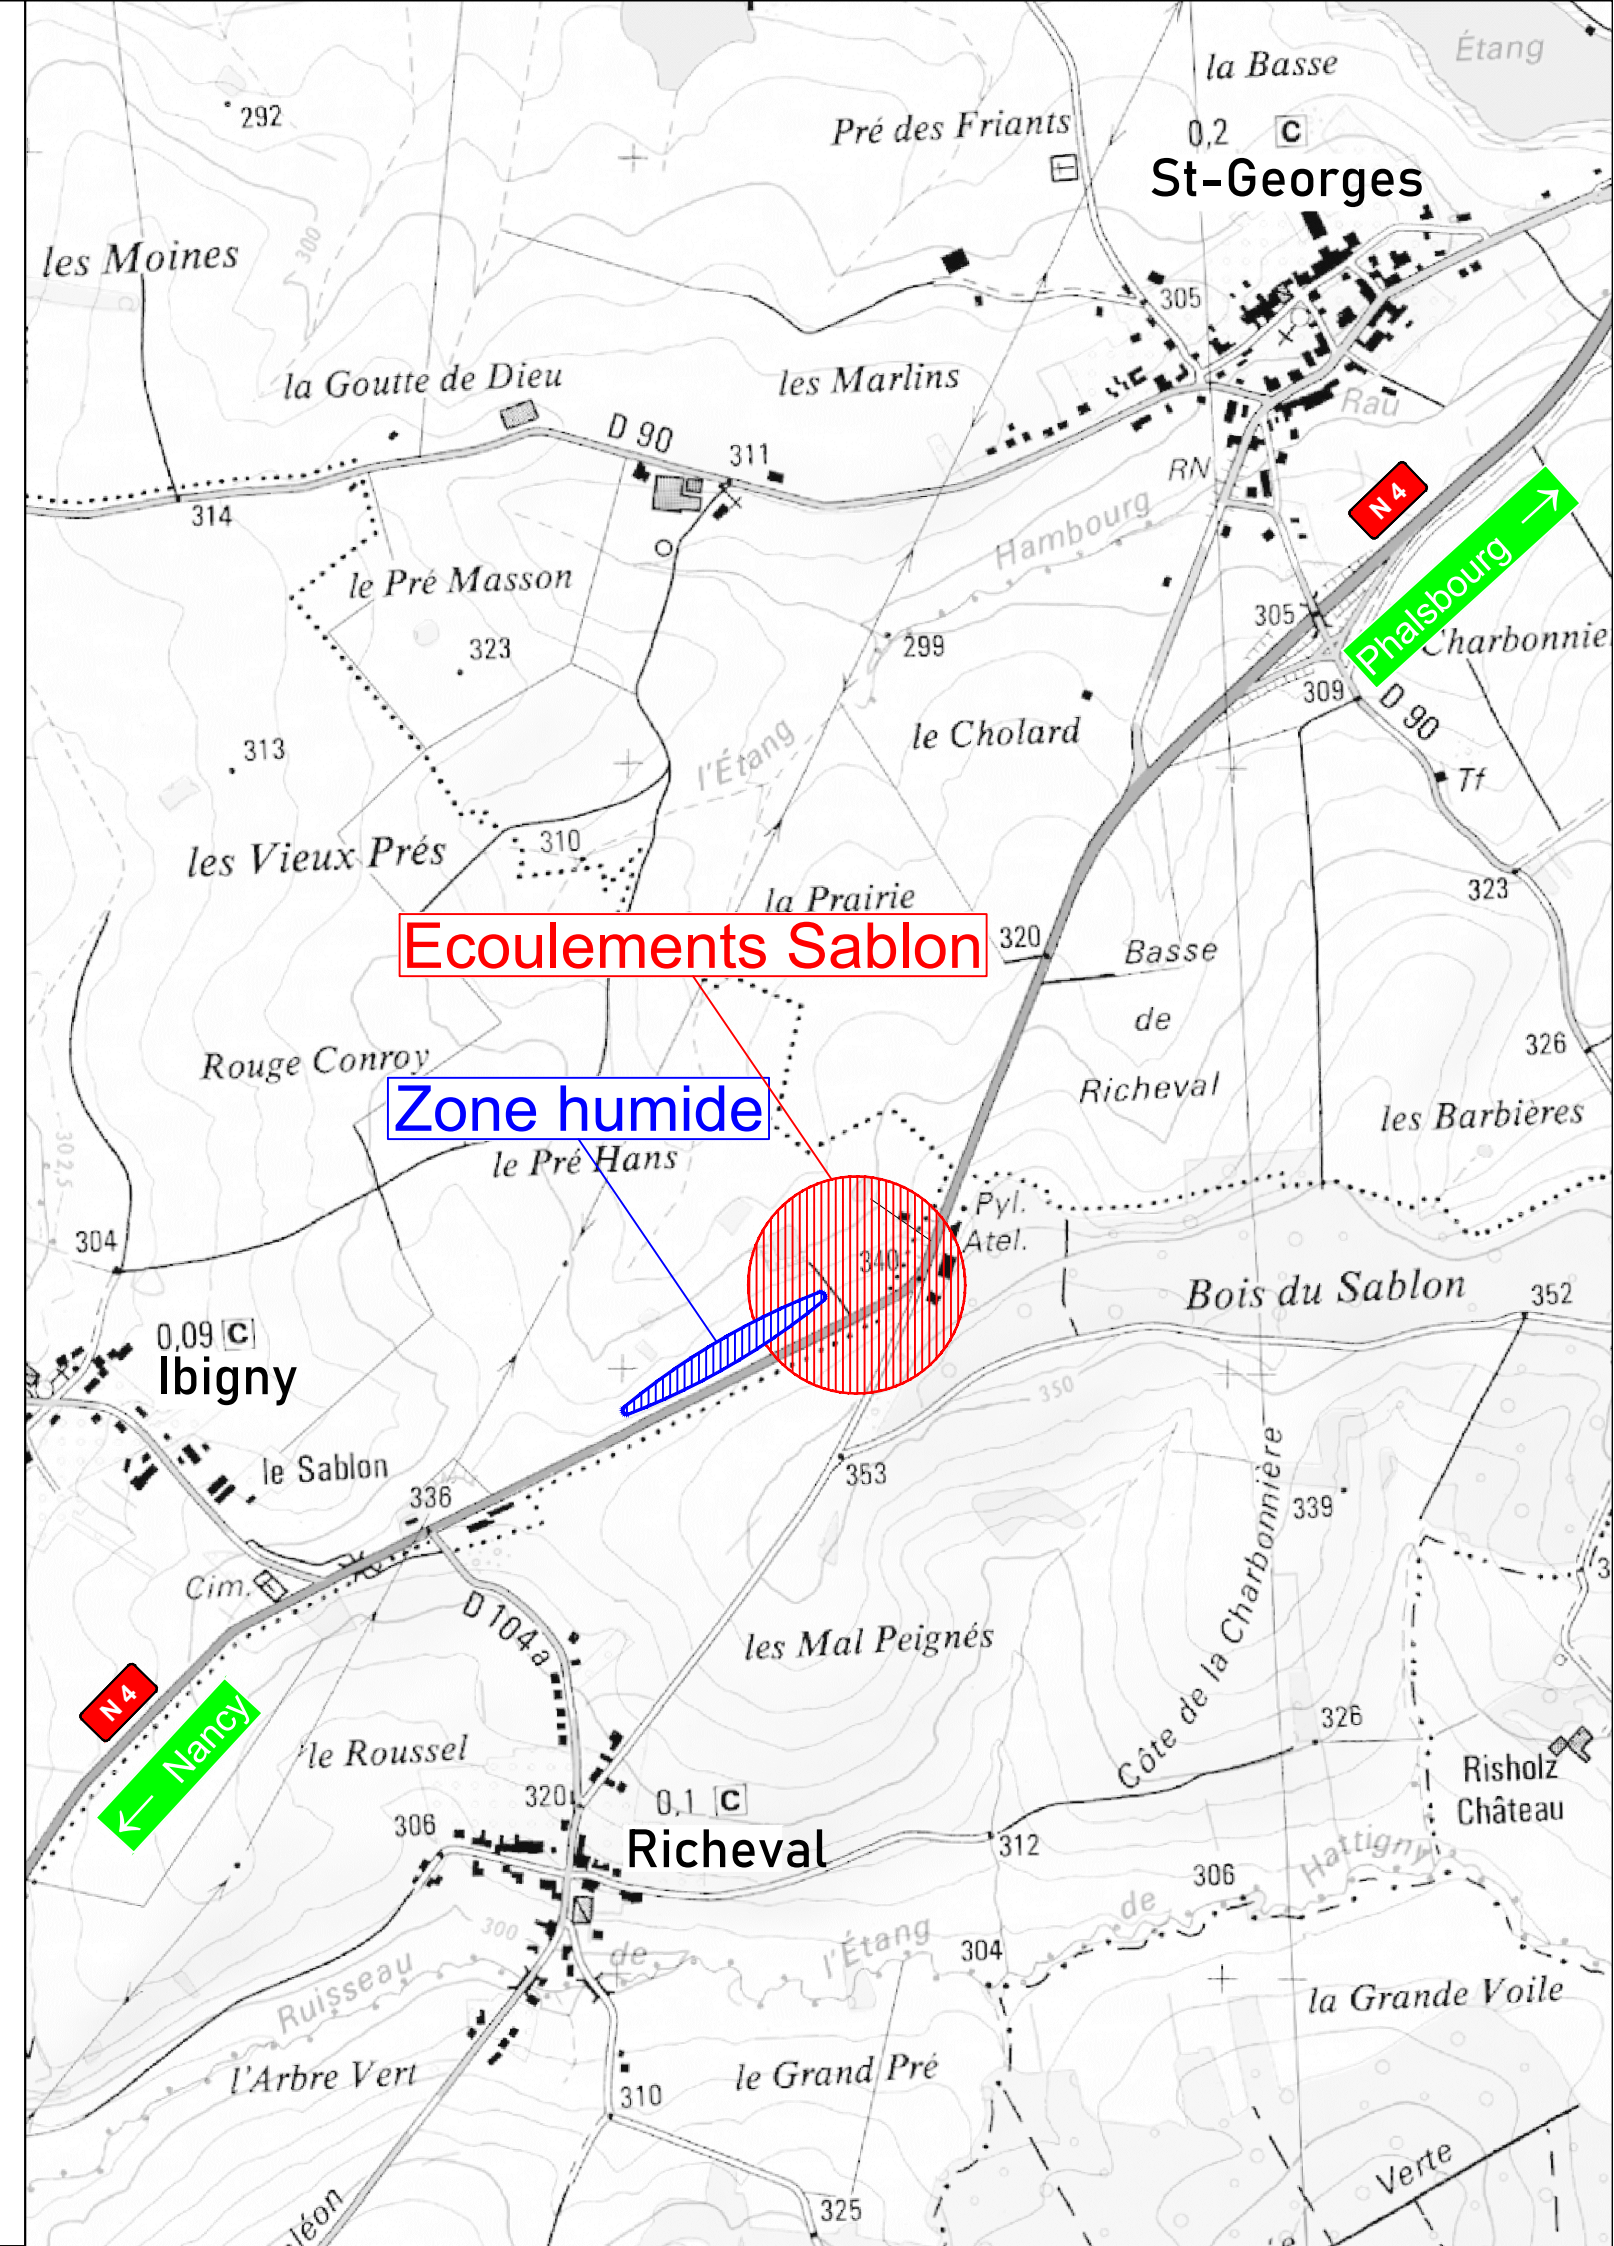 Étang
la Basse
292
Pré des Friants
0,2 C
St-Georges
300
les Moines
305
la Goutte de Dieu
les Marlins
Rau
D 90
311
RN
N 4
314
Hambourg
Phalsbourg →
le Pré Masson
305
323
299
309
D 90
313
l'Étang
le Cholard
Tf
310
les Vieux Prés
323
la Prairie
Ecoulements Sablon
320
Basse
de
Richeval
326
Rouge Conroy
Zone humide
les Barbières
302,5
le Pré Hans
Pyl.
Atel.
304
340
Bois du Sablon
352
0,09 C
Ibigny
350
le Sablon
353
336
339
Côte de la Charbonnière
Cim.
D 104a
les Mal Peignés
N 4
← Nancy
326
le Roussel
Risholz
Château
320
0,1 C
306
Richeval
312
Hattigny
306
300
de
l'Étang
de
304
Ruisseau
la Grande Voile
l'Arbre Vert
le Grand Pré
310
Verte
325
léon